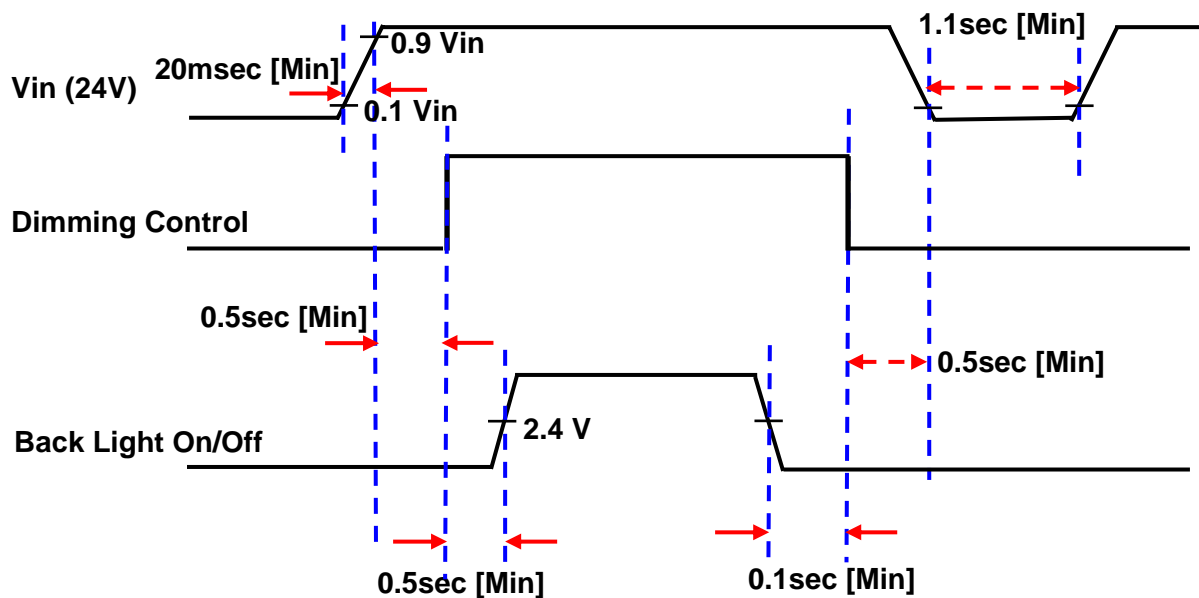 1.1sec [Min]
0.9 Vin
20msec [Min]
Vin (24V)
0.1 Vin
Dimming Control
0.5sec [Min]
0.5sec [Min]
2.4 V
Back Light On/Off
0.5sec [Min]
0.1sec [Min]